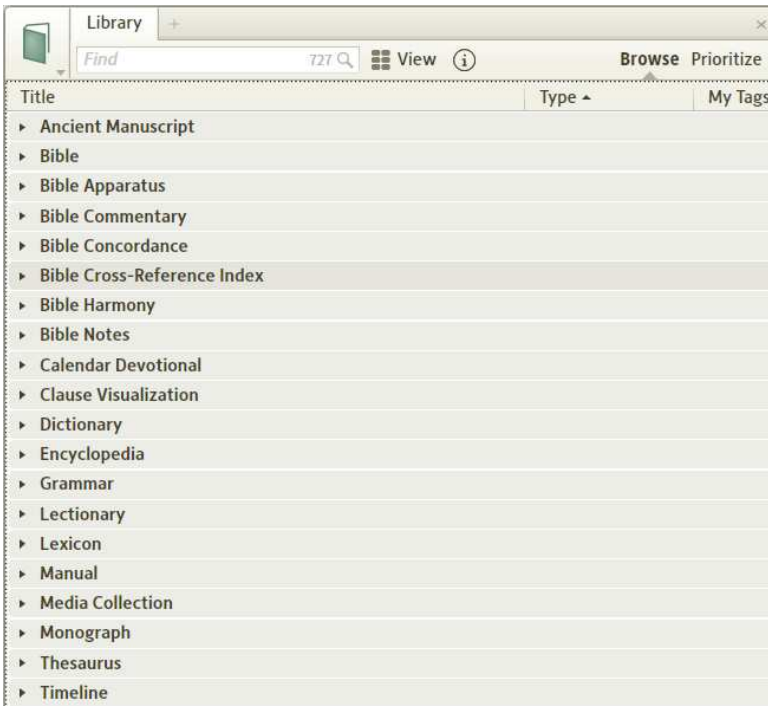 Library
Find 727 View Browse Prioritize
Title Type My Tags
Ancient Manuscript
Bible
Bible Apparatus
Bible Commentary
Bible Concordance
Bible Cross-Reference Index
Bible Harmony
Bible Notes
Calendar Devotional
Clause Visualization
Dictionary
Encyclopedia
Grammar
Lectionary
Lexicon
Manual
Media Collection
Monograph
Thesaurus
Timeline